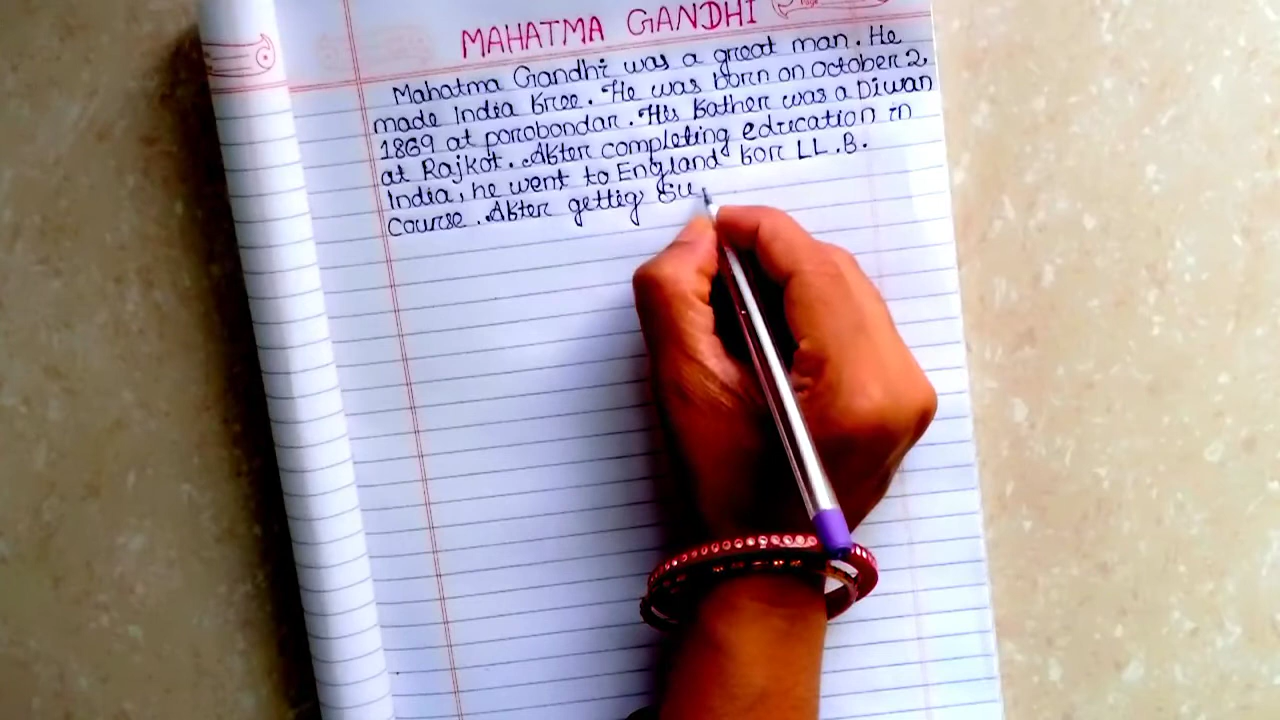 MAHATMA GANDHI
Mahatma Gandhi was a great man. He
made India free. He was born on October 2,
1869 at porobondar. His father was a Diwan
at Rajkot. After completing education in
India, he went to England for LL.B.
Course. After gettig Su